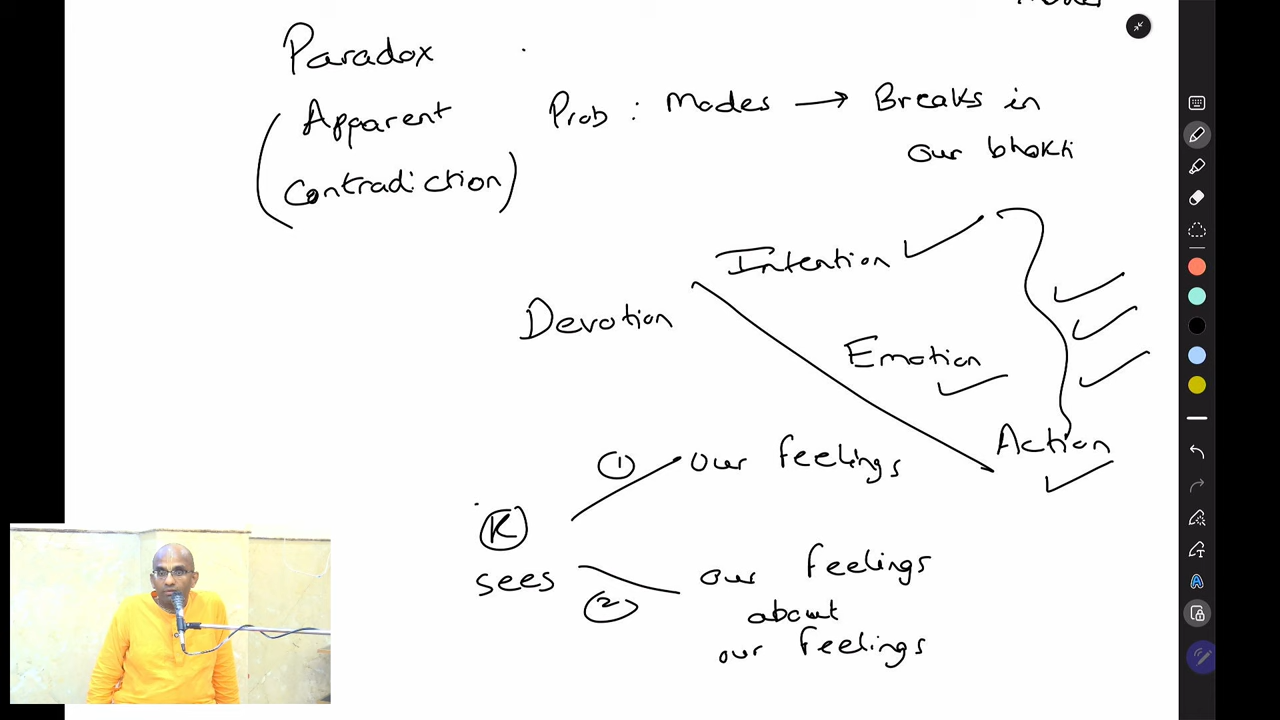 Paradox
(Apparent
Contradiction)
Prob : Modes → Breaks in
our bhakti
Intention
Devotion
Emotion
Action
① our feelings
K
sees
② our feelings
about
our feelings